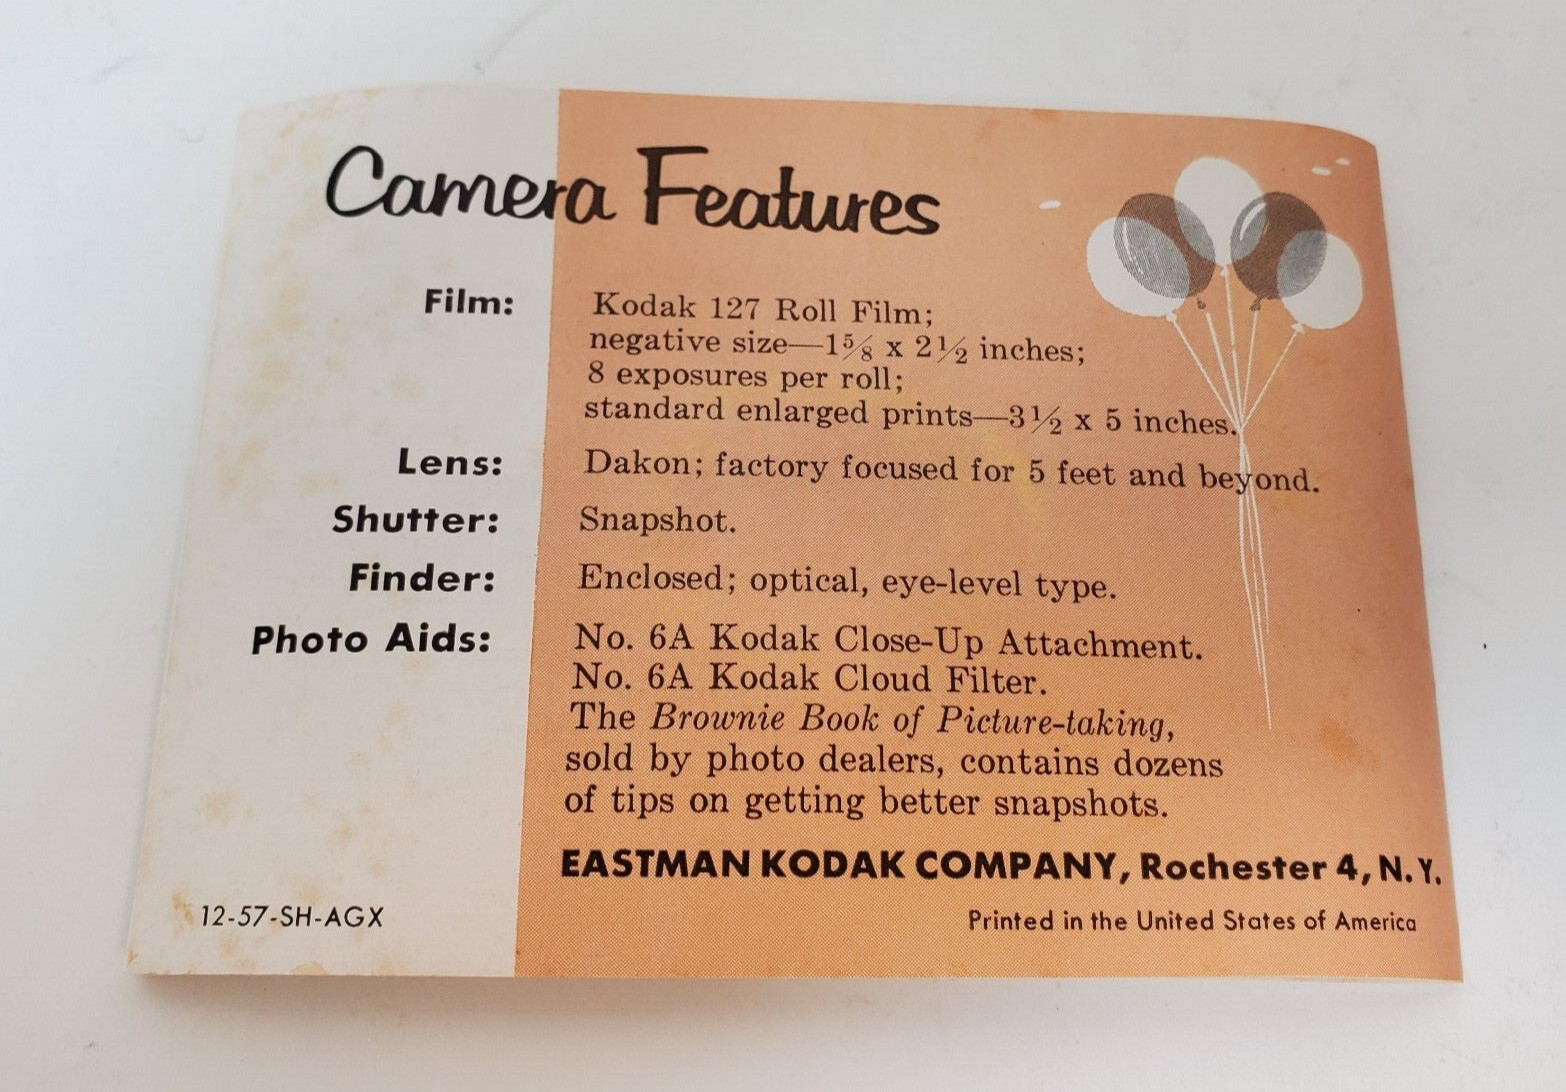 Camera Features
Film: Kodak 127 Roll Film;
negative size—1⅝ x 2½ inches;
8 exposures per roll;
standard enlarged prints—3½ x 5 inches.
Lens: Dakon; factory focused for 5 feet and beyond.
Shutter: Snapshot.
Finder: Enclosed; optical, eye-level type.
Photo Aids: No. 6A Kodak Close-Up Attachment.
No. 6A Kodak Cloud Filter.
The Brownie Book of Picture-taking,
sold by photo dealers, contains dozens
of tips on getting better snapshots.
EASTMAN KODAK COMPANY, Rochester 4, N.Y.
12-57-SH-AGX
Printed in the United States of America